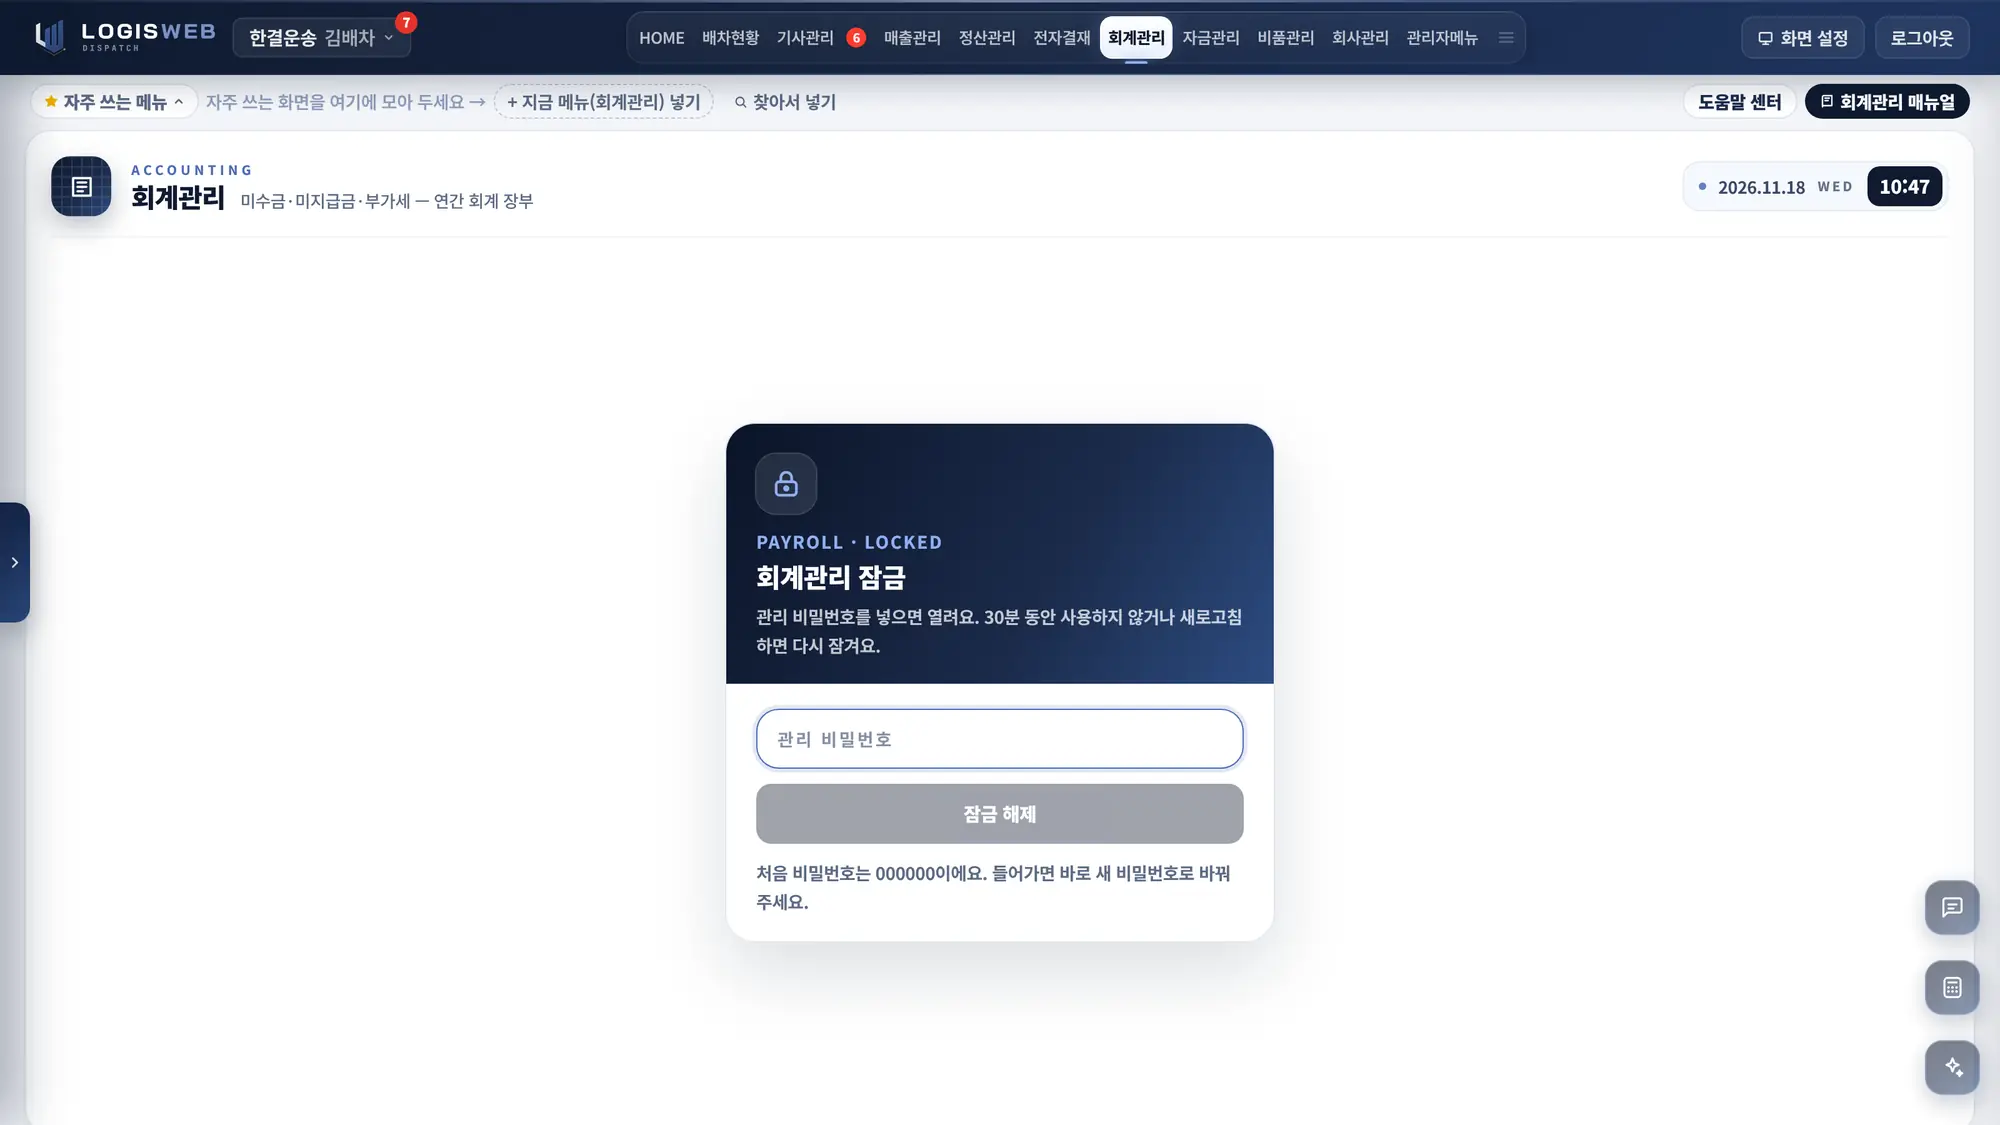 LOGISWEB
DISPATCH
한결운송 김배차
7
HOME 배차현황 기사관리 6 매출관리 정산관리 전자결재 회계관리 자금관리 비품관리 회사관리 관리자메뉴
화면 설정
로그아웃
자주 쓰는 메뉴
자주 쓰는 화면을 여기에 모아 두세요 →
+ 지금 메뉴(회계관리) 넣기
찾아서 넣기
도움말 센터
회계관리 매뉴얼
ACCOUNTING
회계관리 미수금·미지급금·부가세 — 연간 회계 장부
2026.11.18 WED 10:47
PAYROLL · LOCKED
회계관리 잠금
관리 비밀번호를 넣으면 열려요. 30분 동안 사용하지 않거나 새로고침
하면 다시 잠겨요.
관리 비밀번호
잠금 해제
처음 비밀번호는 000000이에요. 들어가면 바로 새 비밀번호로 바꿔
주세요.